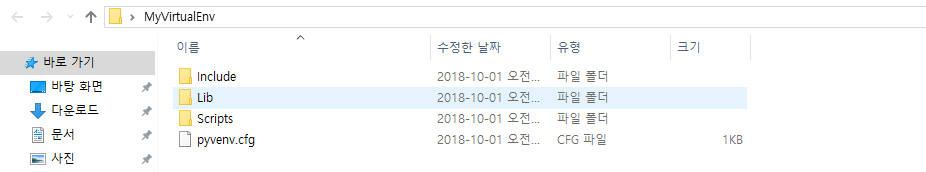 MyVirtualEnv
바로 가기
바탕 화면
다운로드
문서
사진
이름 수정한 날짜 유형 크기
Include 2018-10-01 오전... 파일 폴더
Lib 2018-10-01 오전... 파일 폴더
Scripts 2018-10-01 오전... 파일 폴더
pyvenv.cfg 2018-10-01 오전... CFG 파일 1KB